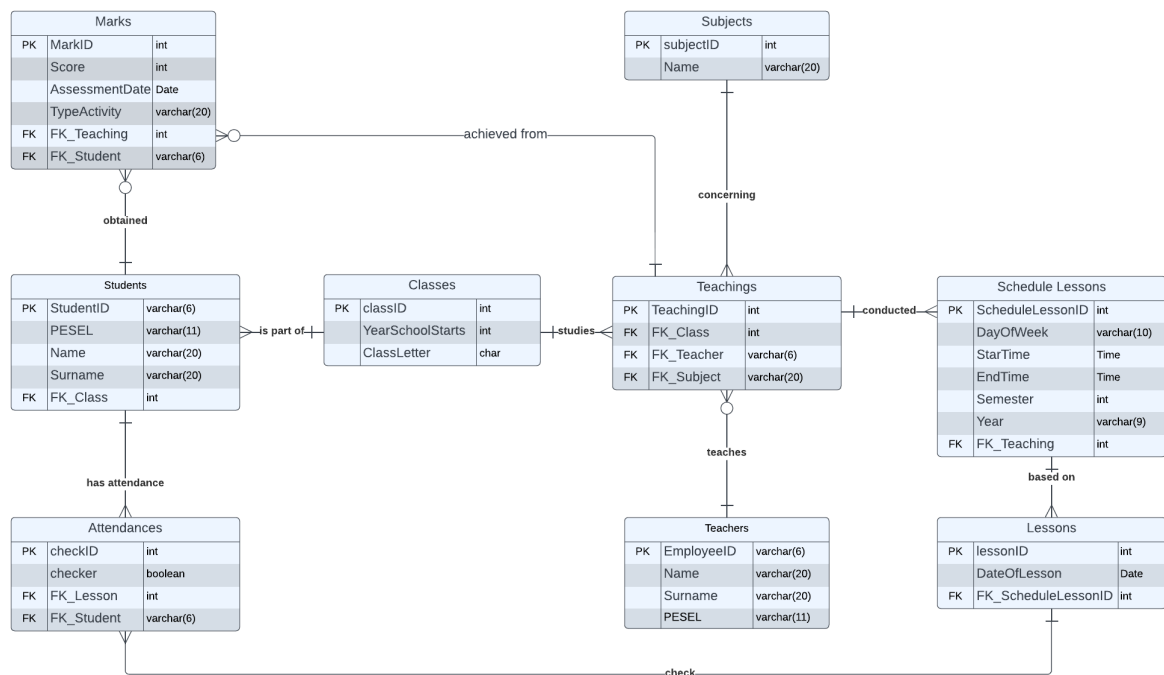 Marks
PK MarkID int
Score int
AssessmentDate Date
TypeActivity varchar(20)
FK FK_Teaching int
FK FK_Student varchar(6)
Subjects
PK subjectID int
Name varchar(20)
achieved from
concerning
obtained
Students
PK StudentID varchar(6)
PESEL varchar(11)
Name varchar(20)
Surname varchar(20)
FK FK_Class int
is part of
Classes
PK classID int
YearSchoolStarts int
ClassLetter char
studies
Teachings
PK TeachingID int
FK FK_Class int
FK FK_Teacher varchar(6)
FK FK_Subject varchar(20)
conducted
Schedule Lessons
PK ScheduleLessonID int
DayOfWeek varchar(10)
StarTime Time
EndTime Time
Semester int
Year varchar(9)
FK FK_Teaching int
has attendance
teaches
based on
Attendances
PK checkID int
checker boolean
FK FK_Lesson int
FK FK_Student varchar(6)
Teachers
PK EmployeeID varchar(6)
Name varchar(20)
Surname varchar(20)
PESEL varchar(11)
Lessons
PK lessonID int
DateOfLesson Date
FK FK_ScheduleLessonID int
check